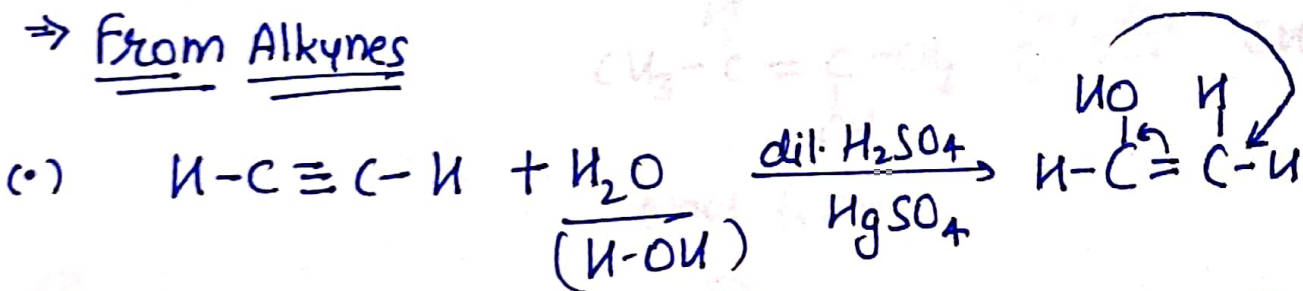 ⇒ From Alkynes
(•) H-C≡C-H + H₂O dil. H₂SO₄ HgSO₄ HO H H-C=C-H
(H-OH)